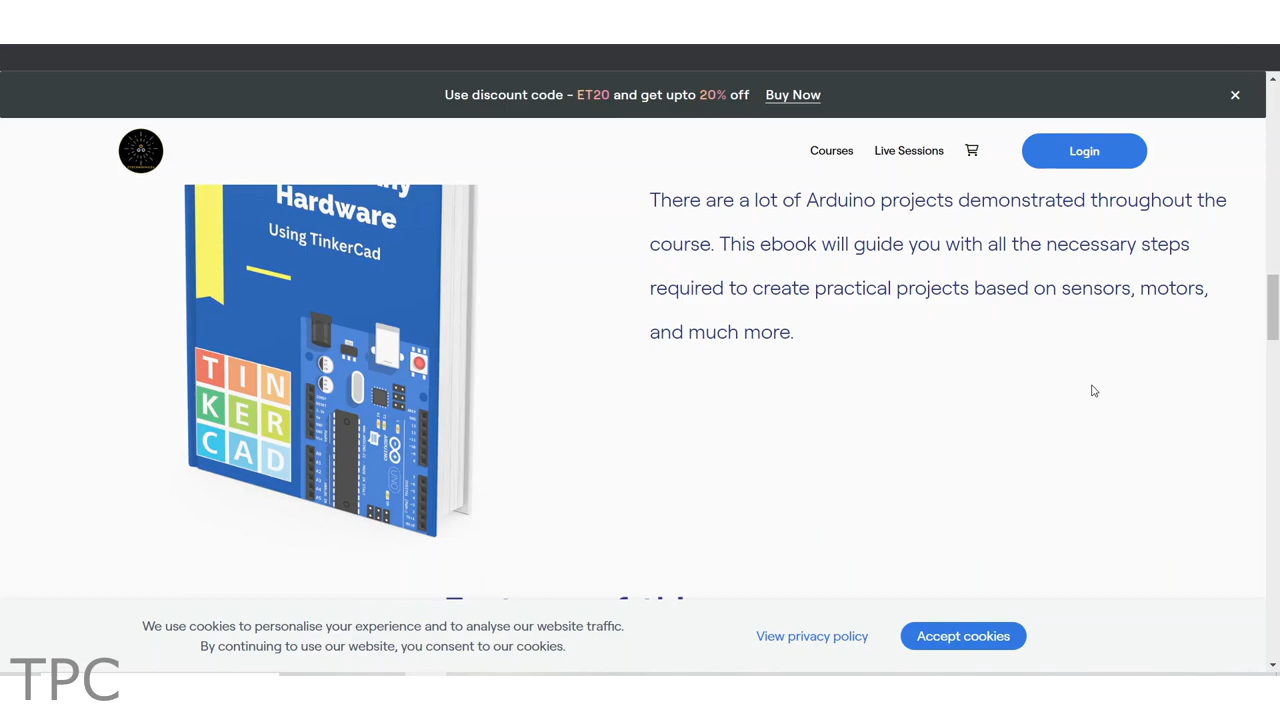 Use discount code - ET20 and get upto 20% off Buy Now
Courses
Live Sessions
Login
Hardware
Using TinkerCad
TIN
KER
CAD
UNO
There are a lot of Arduino projects demonstrated throughout the
course. This ebook will guide you with all the necessary steps
required to create practical projects based on sensors, motors,
and much more.
We use cookies to personalise your experience and to analyse our website traffic.
By continuing to use our website, you consent to our cookies.
View privacy policy
Accept cookies
TPC